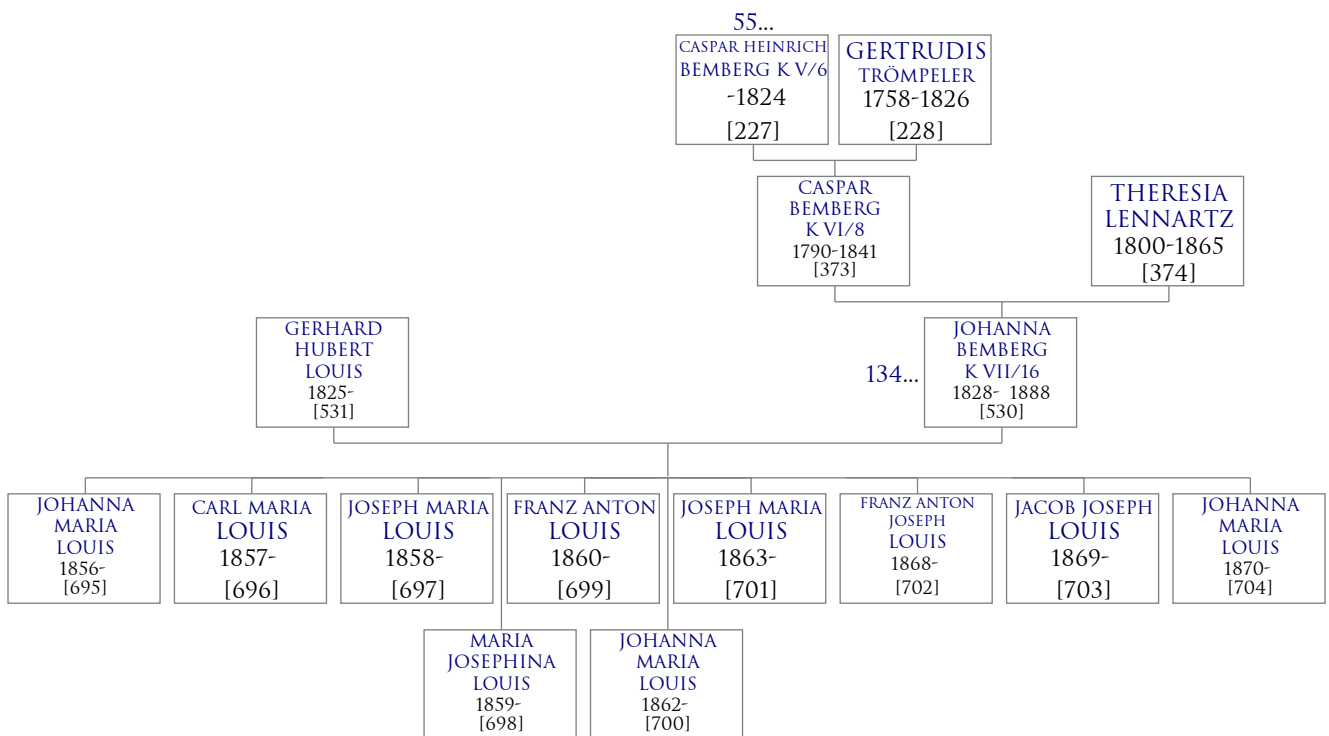 55...
CASPAR HEINRICH
BEMBERG K V/6
-1824
[227]
GERTRUDIS
TRÖMPELER
1758-1826
[228]
CASPAR
BEMBERG
K VI/8
1790-1841
[373]
THERESIA
LENNARTZ
1800-1865
[374]
GERHARD
HUBERT
LOUIS
1825-
[531]
134...
JOHANNA
BEMBERG
K VII/16
1828- 1888
[530]
JOHANNA
MARIA
LOUIS
1856-
[695]
CARL MARIA
LOUIS
1857-
[696]
JOSEPH MARIA
LOUIS
1858-
[697]
FRANZ ANTON
LOUIS
1860-
[699]
JOSEPH MARIA
LOUIS
1863-
[701]
FRANZ ANTON
JOSEPH
LOUIS
1868-
[702]
JACOB JOSEPH
LOUIS
1869-
[703]
JOHANNA
MARIA
LOUIS
1870-
[704]
MARIA
JOSEPHINA
LOUIS
1859-
[698]
JOHANNA
MARIA
LOUIS
1862-
[700]